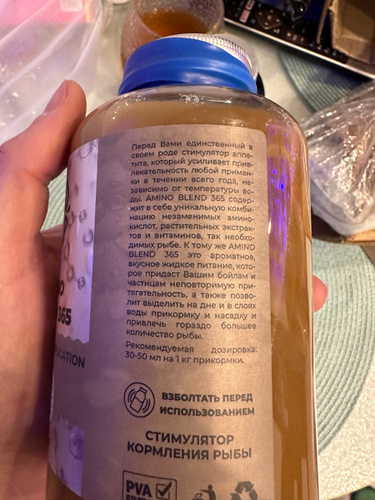 Перед Вами единственный в
своем роде стимулятор аппе-
тита, который усиливает прив-
лекательность любой приман-
ки в течении всего года, не-
зависимо от температуры во-
ды. AMINO BLEND 365 содер-
жит в себе уникальную комби-
нацию незаменимых амино-
кислот, растительных экстрак-
тов и витаминов, так необхо-
димых рыбе. К тому же AMINO
BLEND 365 это ароматное,
вкусное жидкое питание, кото-
рое придаст Вашим бойлам и
частицам неповторимую при-
тягательность, а также позво-
лит выделить на дне и в слоях
воды прикормку и насадку и
привлечь гораздо большее
количество рыбы.
Рекомендуемая дозировка:
30-50 мл на 1 кг прикормки.
365
ВЗБОЛТАТЬ ПЕРЕД
ИСПОЛЬЗОВАНИЕМ
СТИМУЛЯТОР
КОРМЛЕНИЯ РЫБЫ
PVA